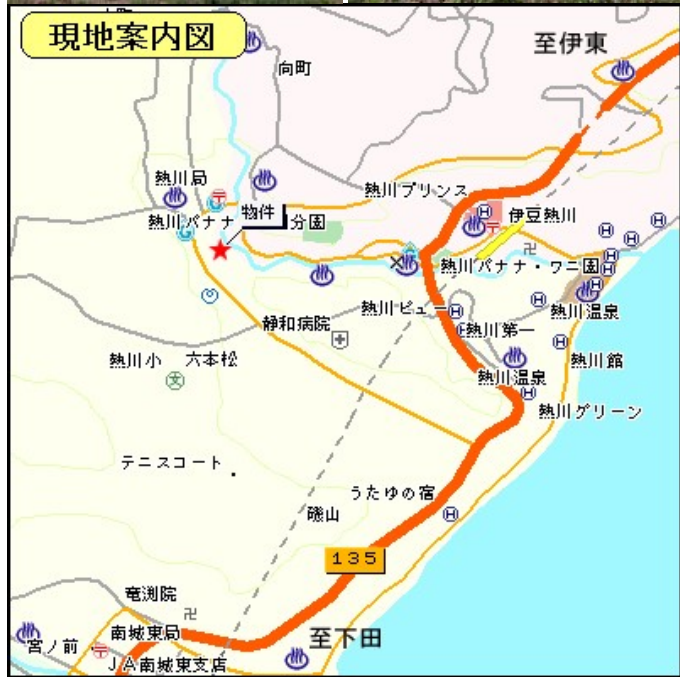 現地案内図
至伊東
向町
熱川局
物件
熱川プリンス
伊豆熱川
熱川バナナ
分園
熱川バナナ・ワニ園
熱川ビュー
熱川温泉
静和病院
熱川第一
熱川館
熱川小
六本松
熱川温泉
熱川グリーン
テニスコート
うたゆの宿
磯山
135
竜渕院
南城東局
至下田
宮ノ前
JA南城東支店